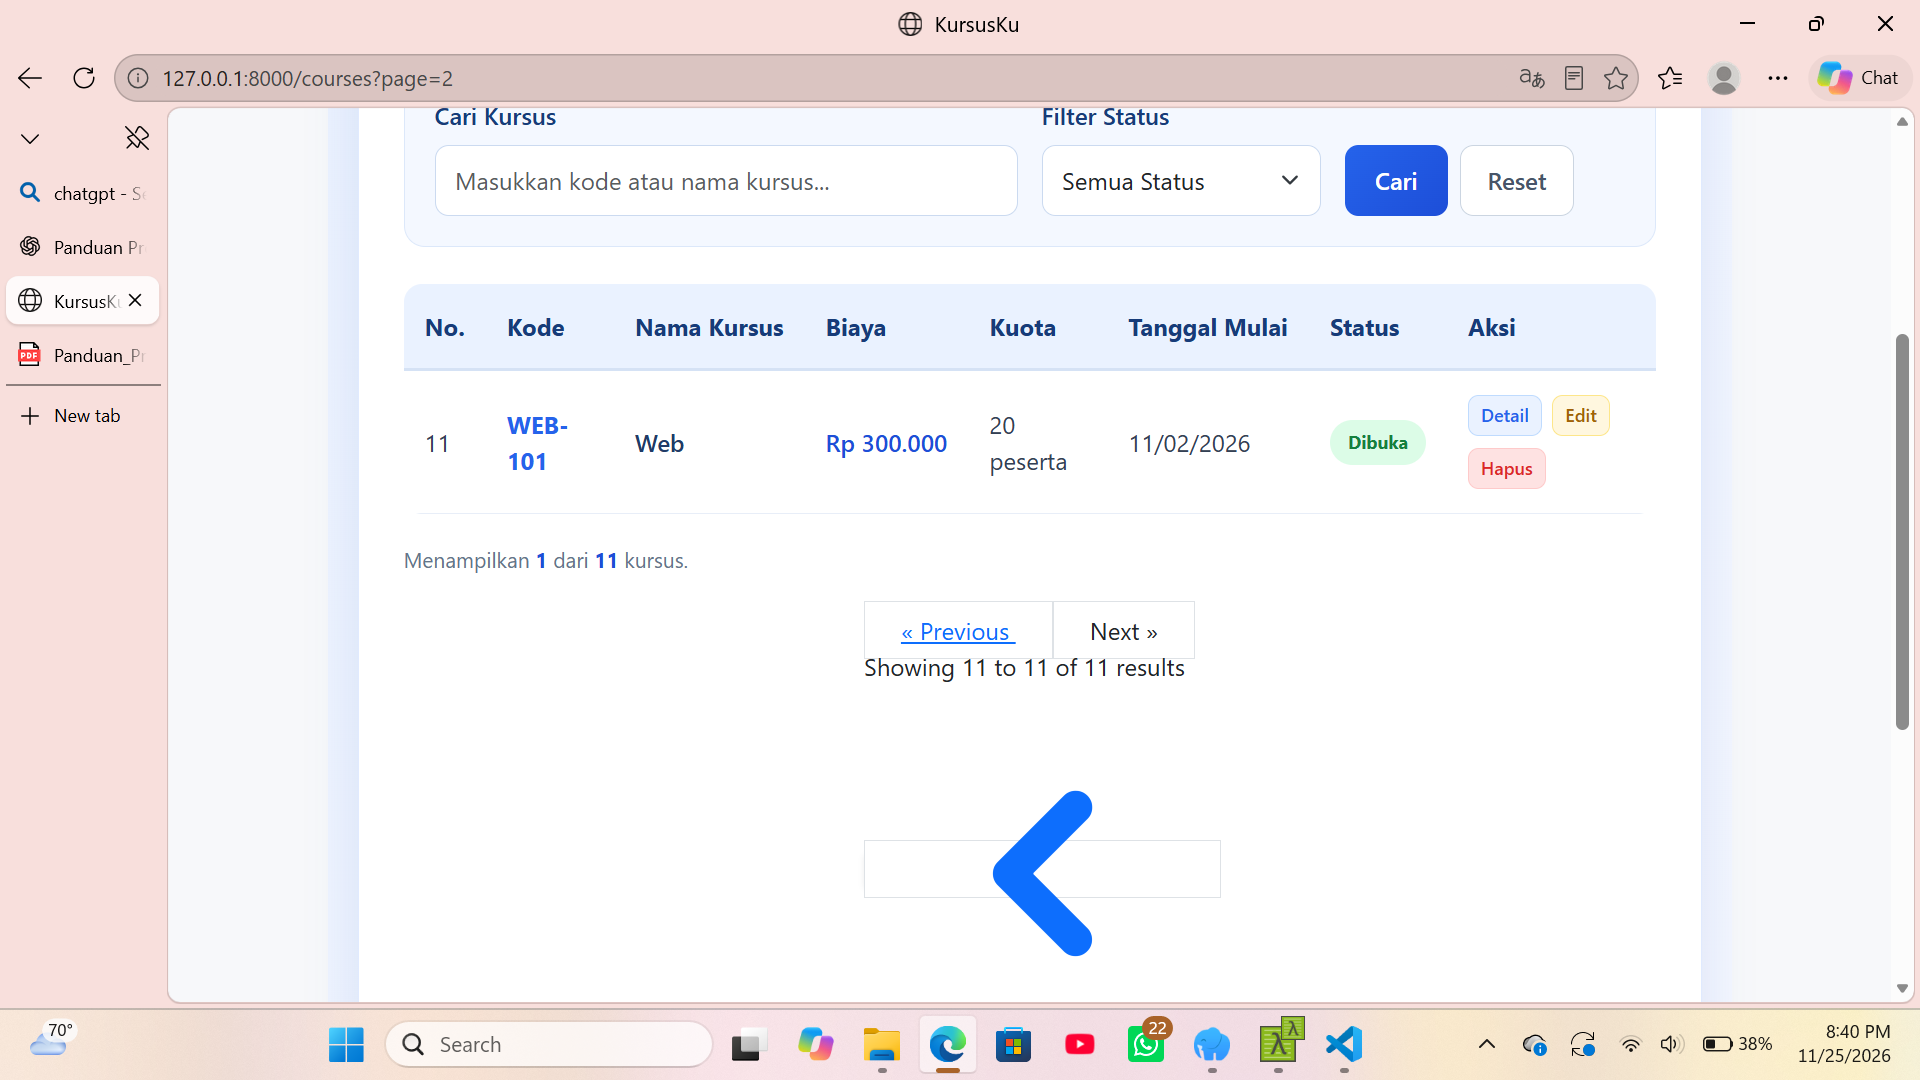 KursusKu
127.0.0.1:8000/courses?page=2
Chat
chatgpt - Se
Panduan Pr
KursusKu
Panduan_Pr
New tab
Cari Kursus
Filter Status
Masukkan kode atau nama kursus...
Semua Status
Cari
Reset
No. Kode Nama Kursus Biaya Kuota Tanggal Mulai Status Aksi
11 WEB-101 Web Rp 300.000 20 peserta 11/02/2026 Dibuka Detail Edit Hapus
Menampilkan 1 dari 11 kursus.
« Previous Next »
Showing 11 to 11 of 11 results
70°
Search
22
38%
8:40 PM
11/25/2026